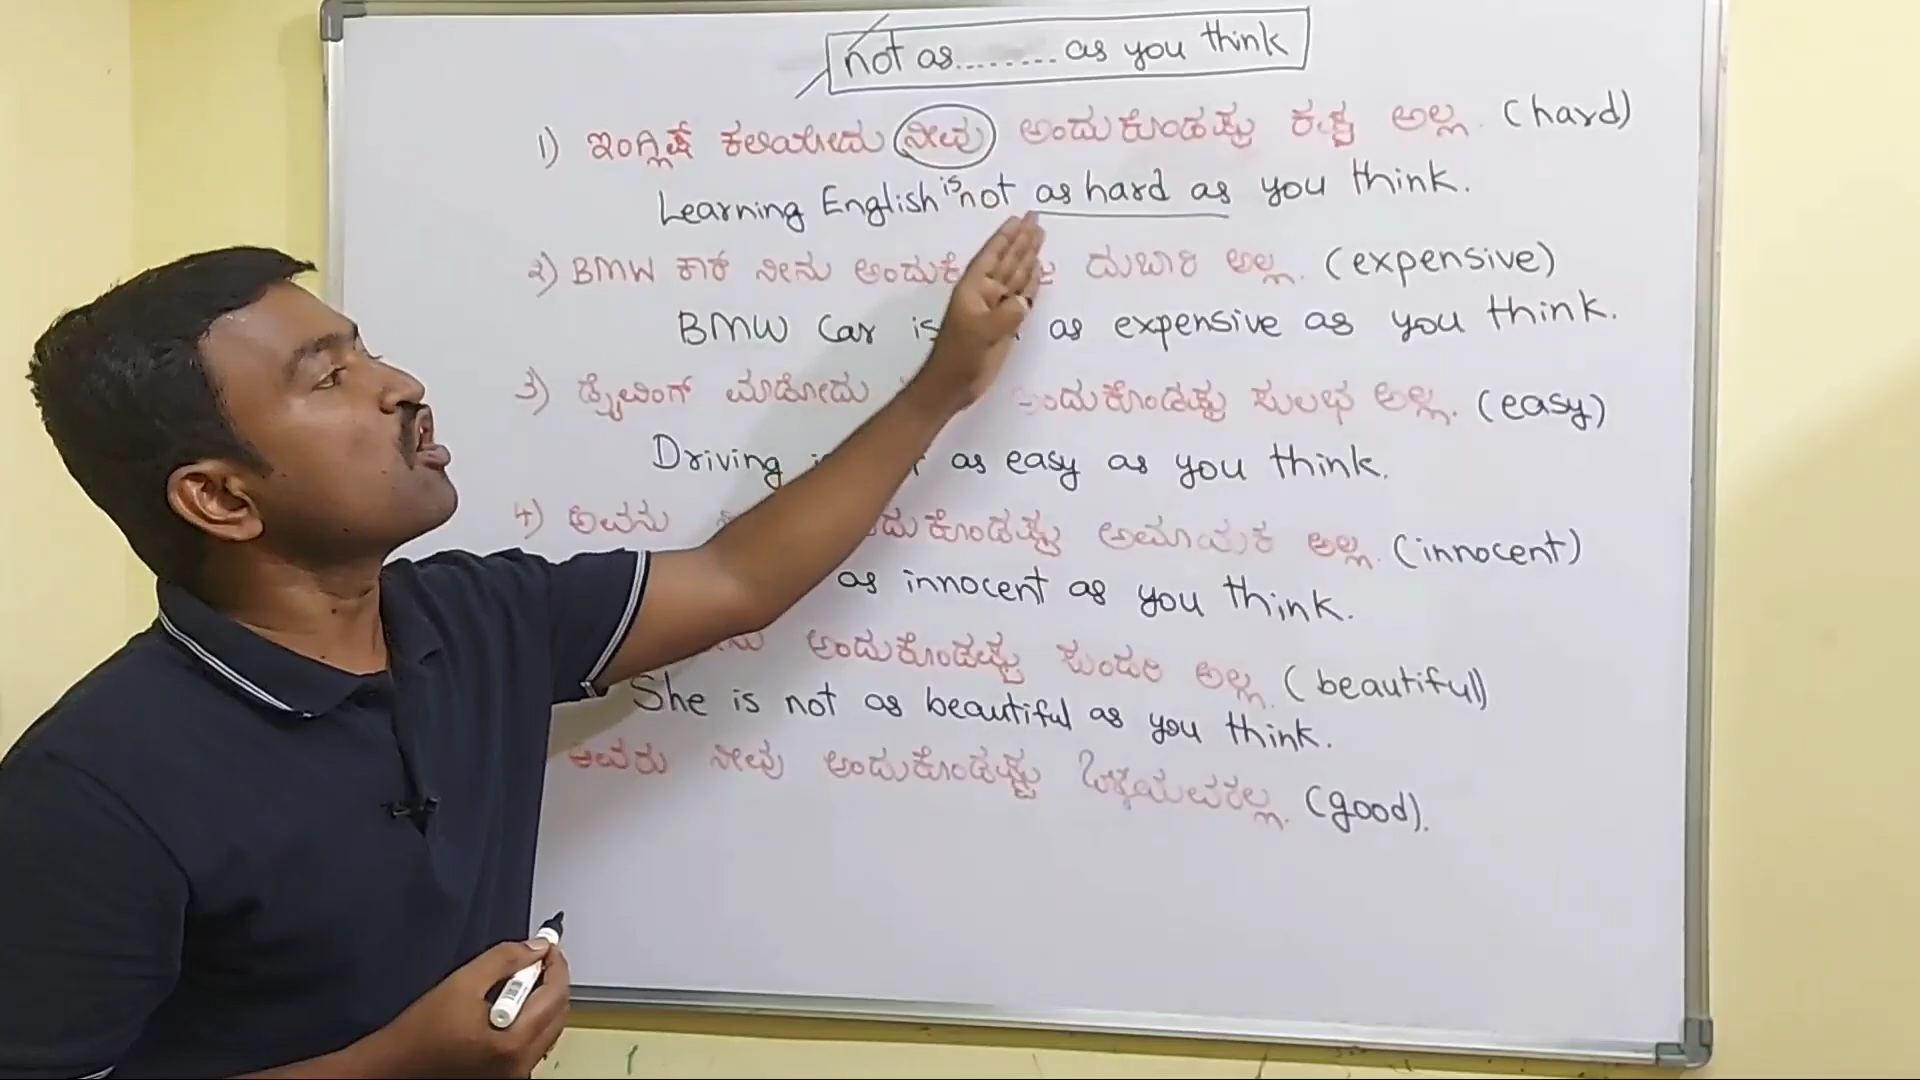 not as........ as you think
1) ಇಂಗ್ಲಿಷ್ ಕಲಿಯೋದು ನೀವು ಅಂದುಕೊಂಡಷ್ಟು ಕಷ್ಟ ಅಲ್ಲ. (hard)
Learning English is not as hard as you think.
2) BMW ಕಾರ್ ನೀನು ದುಬಾರಿ ಅಲ್ಲ. (expensive)
BMW Car is as expensive as you think.
3) ಡ್ರೈವಿಂಗ್ ಮಾಡೋದು ಅಂದುಕೊಂಡಷ್ಟು ಸುಲಭ ಅಲ್ಲ. (easy)
Driving as easy as you think.
4) ಅವನು ಅಮಾಯಕ ಅಲ್ಲ. (innocent)
as innocent as you think.
ಅಂದುಕೊಂಡಷ್ಟು ಸುಂದರಿ ಅಲ್ಲ. (beautiful)
She is not as beautiful as you think.
ಅವರು ನೀವು ಅಂದುಕೊಂಡಷ್ಟು ಒಳ್ಳೆಯವರಲ್ಲ. (good).